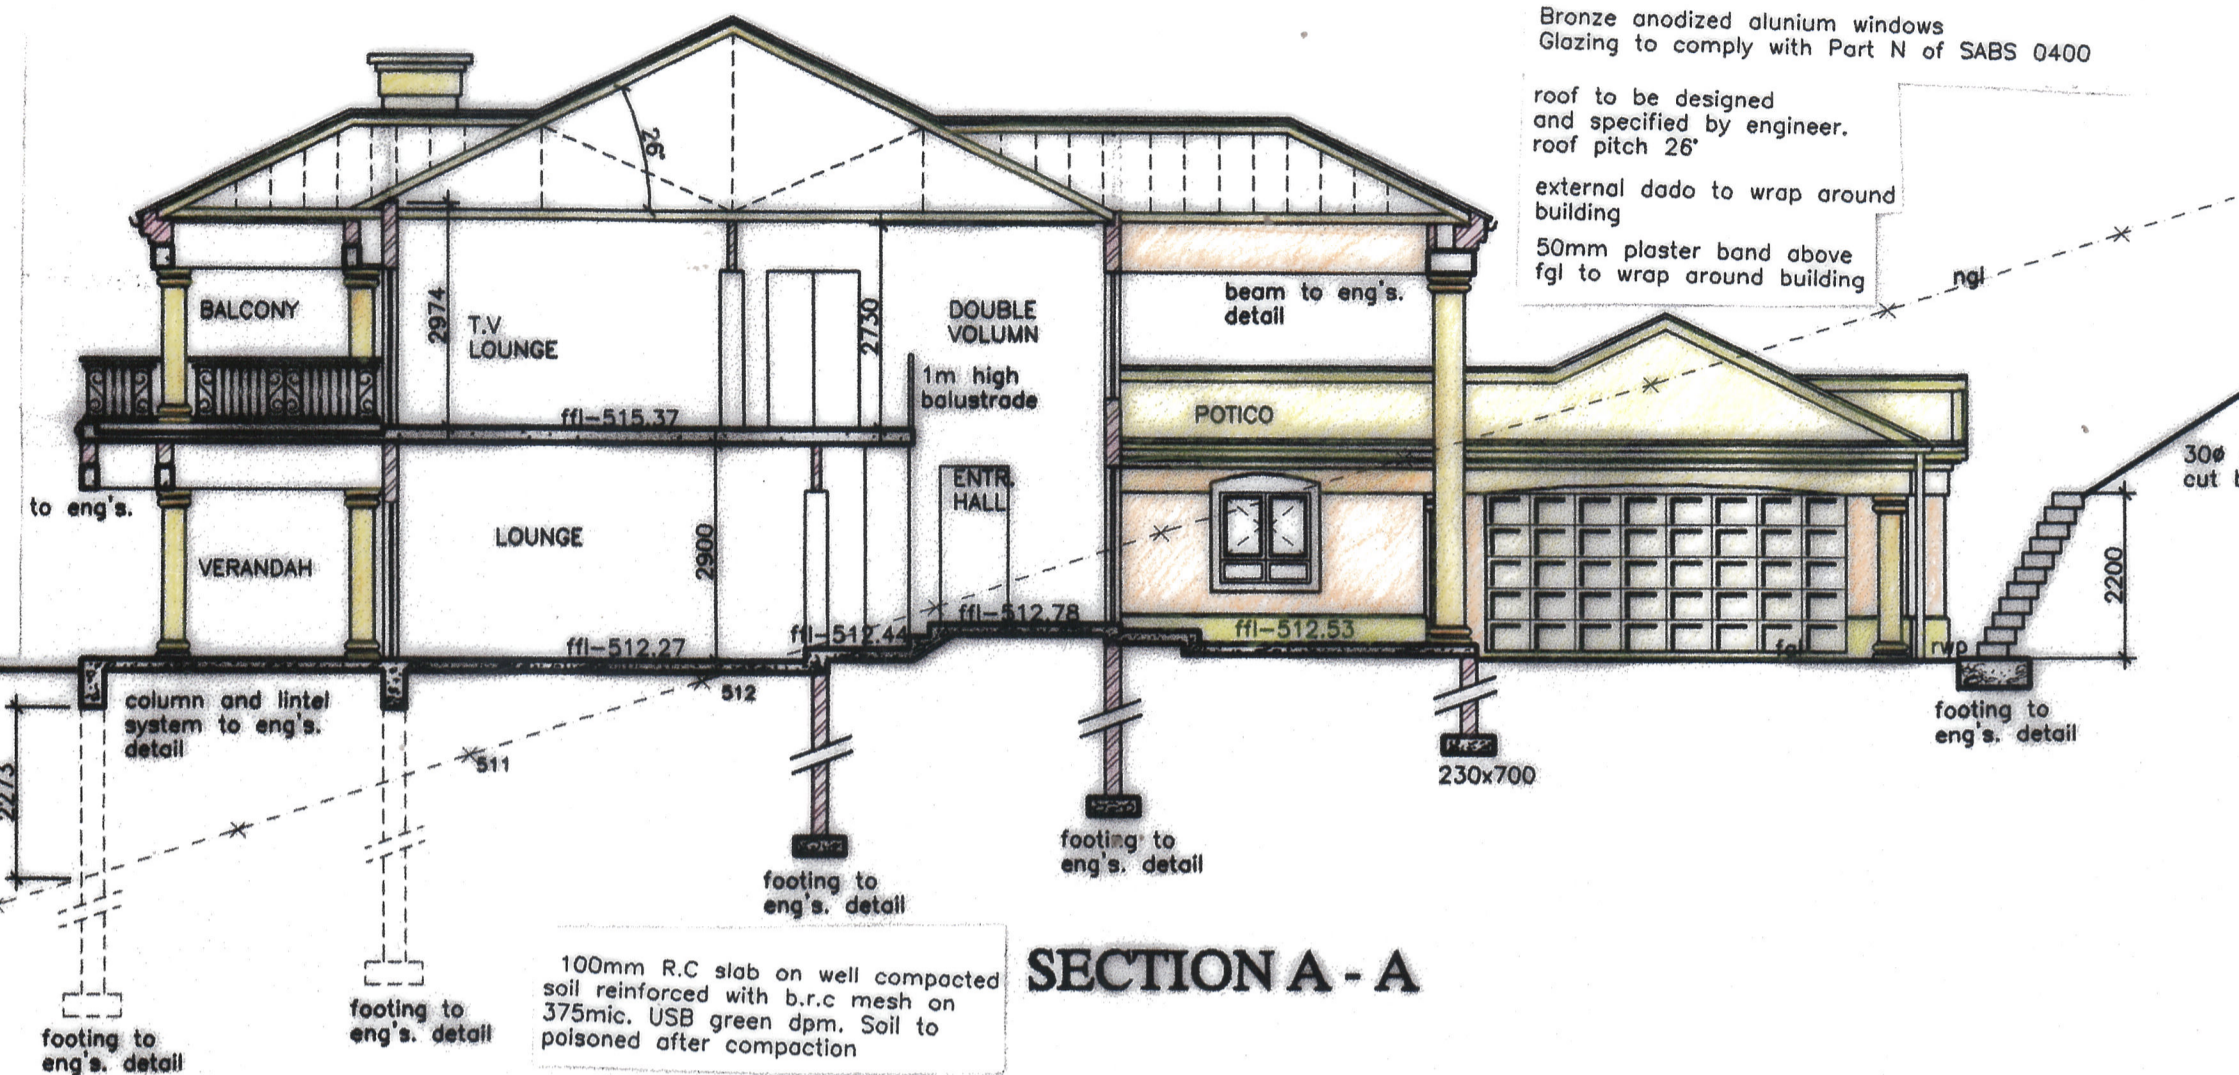 Bronze anodized alunium windows
Glazing to comply with Part N of SABS 0400
roof to be designed
and specified by engineer.
roof pitch 26°
external dado to wrap around
building
50mm plaster band above
fgl to wrap around building
ngl
26°
BALCONY
2974
T.V
LOUNGE
2730
DOUBLE
VOLUMN
beam to eng's.
detail
1m high
balustrade
ffl-515.37
POTICO
30ø
cut
to eng's.
ENTR.
HALL
LOUNGE
2900
VERANDAH
2200
ffl-512.78
ffl-512.44
ffl-512.53
ffl-512.27
fgl
rwp
column and lintel
system to eng's.
detail
512
511
2273
230x700
footing to
eng's. detail
footing to
eng's. detail
footing to
eng's. detail
footing to
eng's. detail
footing to
eng's. detail
100mm R.C slab on well compacted
soil reinforced with b.r.c mesh on
375mic. USB green dpm. Soil to
poisoned after compaction
SECTION A - A